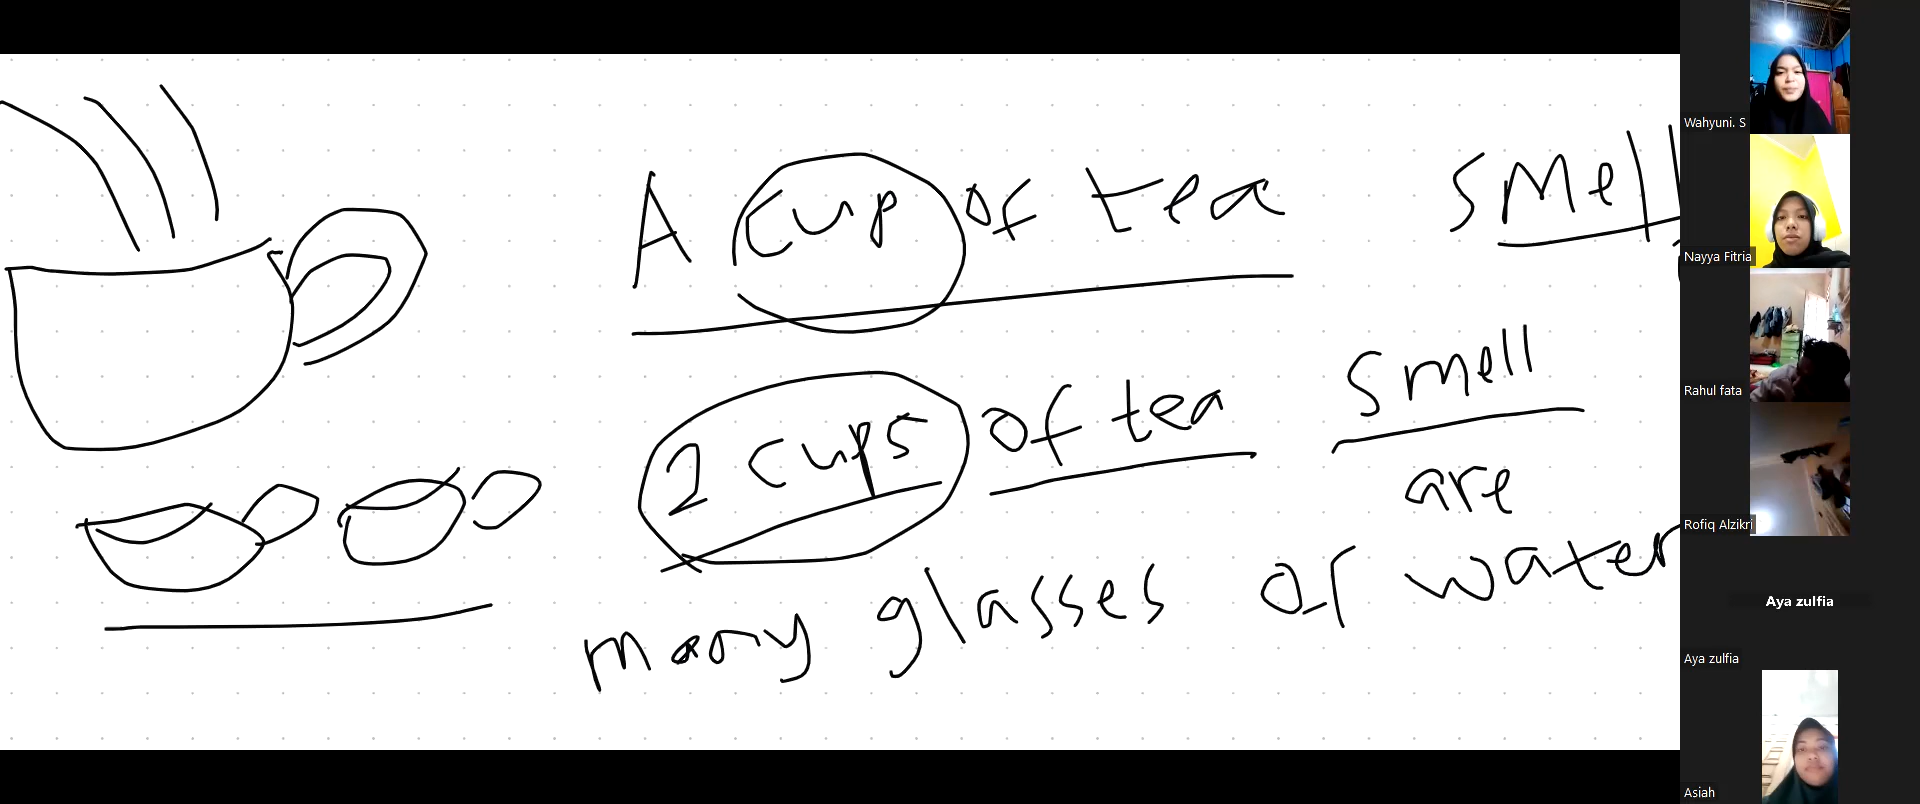 A cup of tea smell
2 cups of tea smell
are
many glasses of water
Wahyuni. S
Nayya Fitria
Rahul fata
Rofiq Alzikri
Aya zulfia
Aya zulfia
Asiah